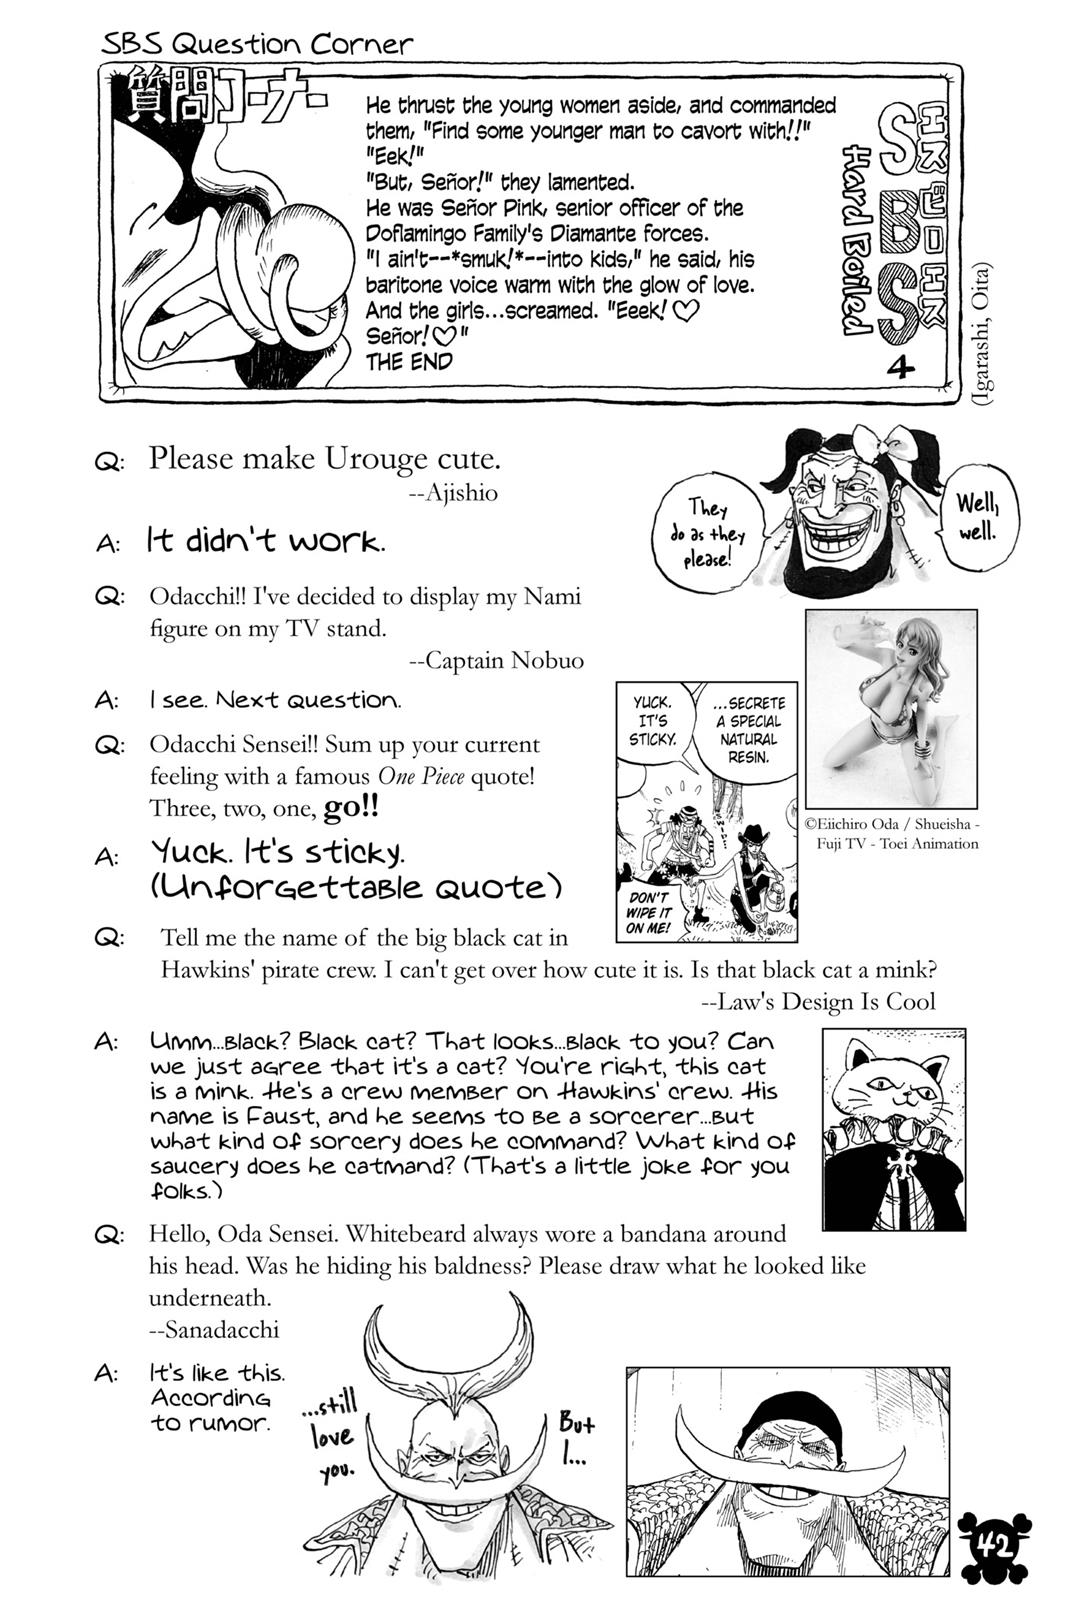 SBS Question Corner
質問コーナー
He thrust the young women aside, and commanded
them, "Find some younger man to cavort with!!"
"Eek!"
"But, Señor!" they lamented.
He was Señor Pink, senior officer of the
Doflamingo Family's Diamante forces.
"I ain't--*smuk!*--into kids," he said, his
baritone voice warm with the glow of love.
And the girls...screamed. "Eeek! ♡
Señor! ♡"
THE END
SBS
エスビーエス
Hard Boiled
4
(Igarashi, Oita)
Q: Please make Urouge cute.
--Ajishio
They
do as they
please!
Well,
well.
A: It didn't work.
Q: Odacchi!! I've decided to display my Nami
figure on my TV stand.
--Captain Nobuo
A: I see. Next question.
©Eiichiro Oda / Shueisha -
Fuji TV - Toei Animation
Q: Odacchi Sensei!! Sum up your current
feeling with a famous One Piece quote!
Three, two, one, go!!
YUCK.
IT'S
STICKY.
...SECRETE
A SPECIAL
NATURAL
RESIN.
DON'T
WIPE IT
ON ME!
A: Yuck. It's sticky.
(Unforgettable quote)
Q: Tell me the name of the big black cat in
Hawkins' pirate crew. I can't get over how cute it is. Is that black cat a mink?
--Law's Design Is Cool
A: Umm...black? Black cat? That looks...black to you? Can
we just agree that it's a cat? You're right, this cat
is a mink. He's a crew member on Hawkins' crew. His
name is Faust, and he seems to be a sorcerer...but
what kind of sorcery does he command? What kind of
saucery does he catmand? (That's a little joke for you
folks.)
Q: Hello, Oda Sensei. Whitebeard always wore a bandana around
his head. Was he hiding his baldness? Please draw what he looked like
underneath.
--Sanadacchi
A: It's like this.
According
to rumor.
But
I...
...still
love
you.
42